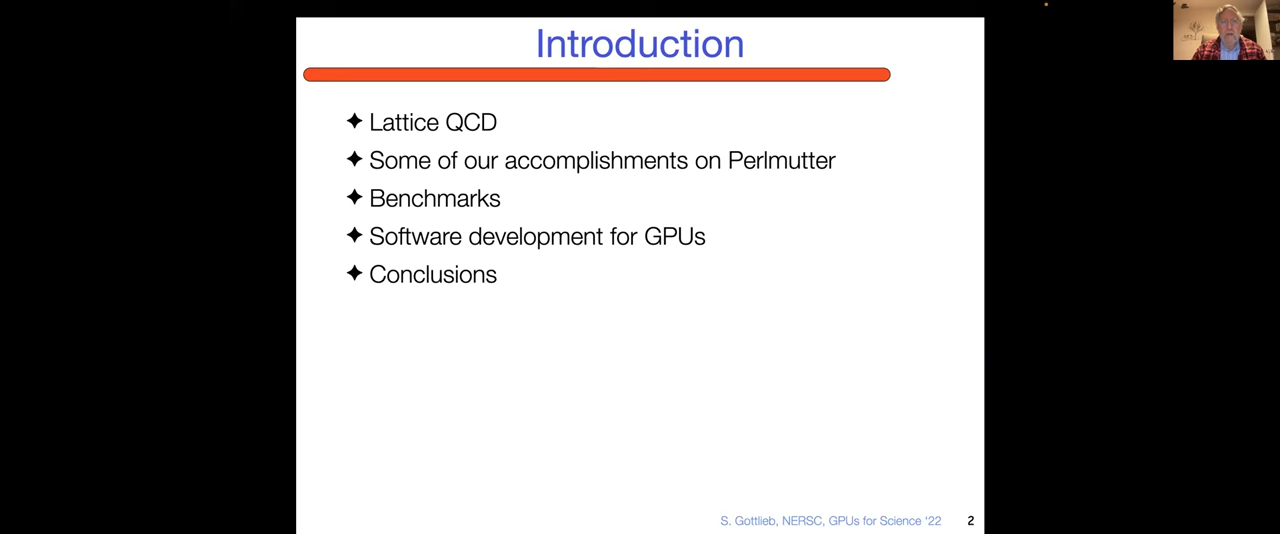 Introduction
✦ Lattice QCD
✦ Some of our accomplishments on Perlmutter
✦ Benchmarks
✦ Software development for GPUs
✦ Conclusions
S. Gottlieb, NERSC, GPUs for Science ‘22 2